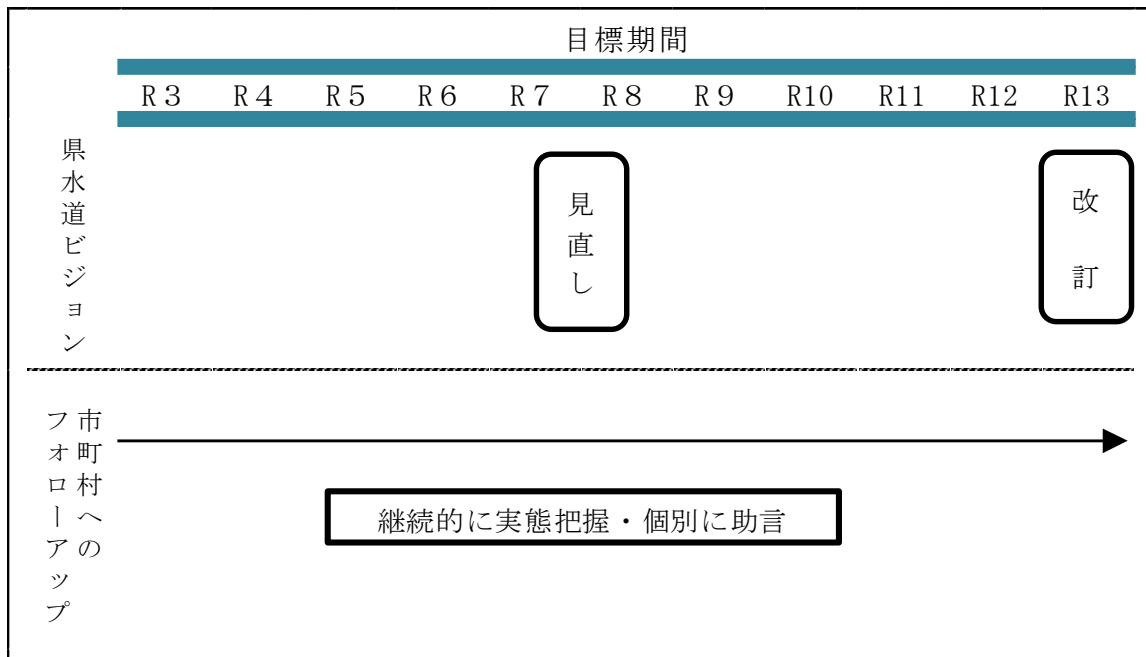 目標期間
R３ R４ R５ R６ R７ R８ R９ R10 R11 R12 R13
県水道ビジョン
見直し
改訂
市町村への
フォローアップ
継続的に実態把握・個別に助言